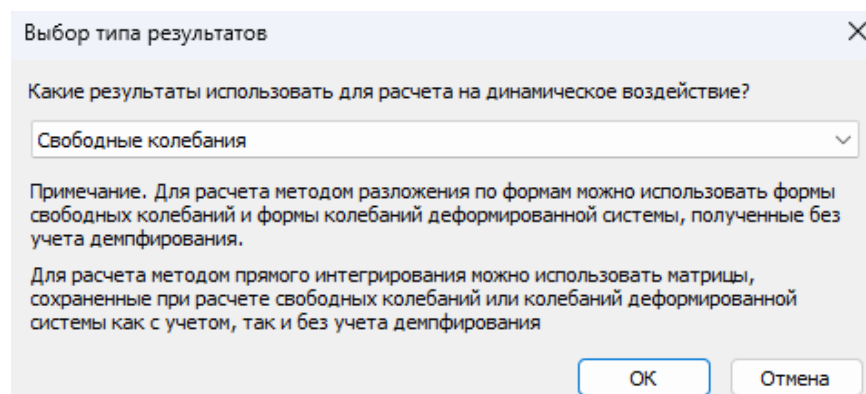 Выбор типа результатов
Какие результаты использовать для расчета на динамическое воздействие?
Свободные колебания
Примечание. Для расчета методом разложения по формам можно использовать формы
свободных колебаний и формы колебаний деформированной системы, полученные без
учета демпфирования.
Для расчета методом прямого интегрирования можно использовать матрицы,
сохраненные при расчете свободных колебаний или колебаний деформированной
системы как с учетом, так и без учета демпфирования
ОК
Отмена